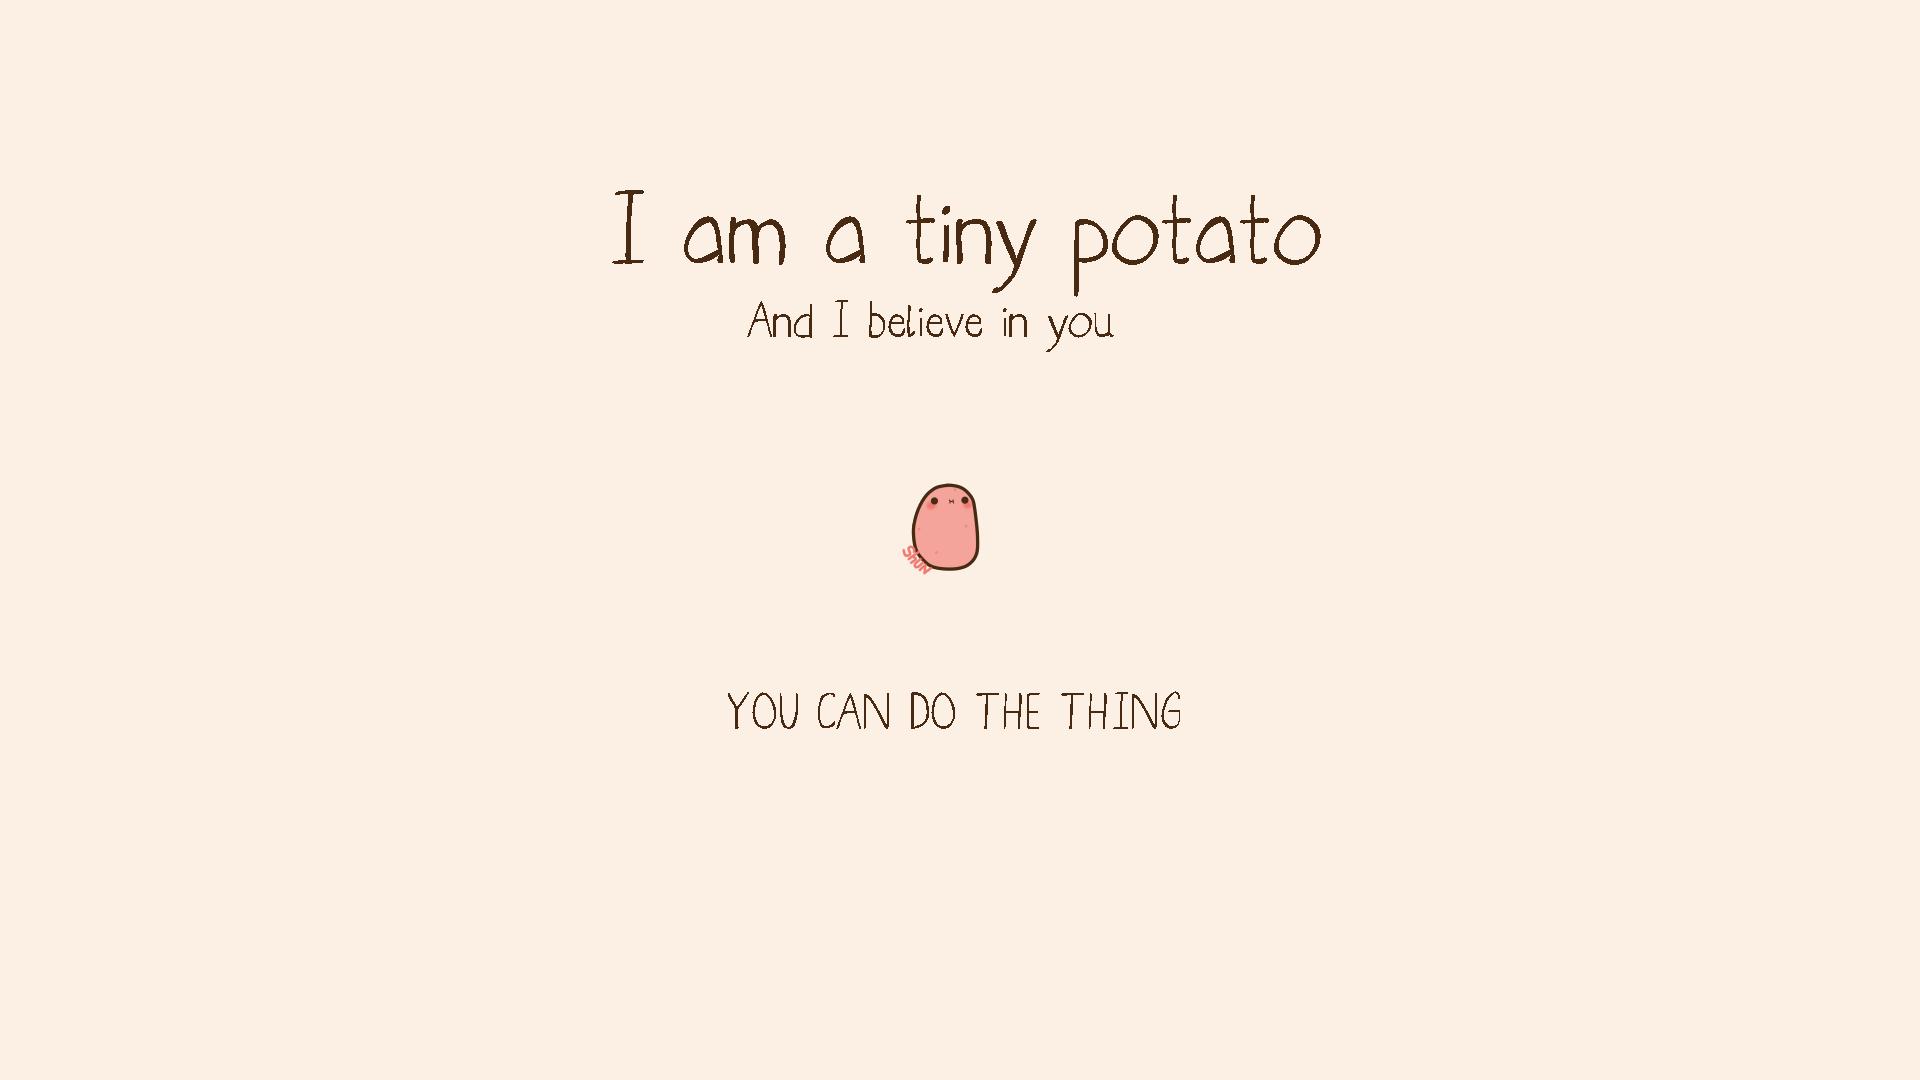 I am a tiny potato
And I believe in you
SHUN
YOU CAN DO THE THING